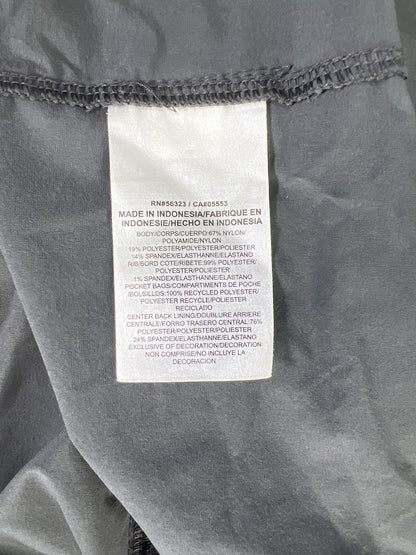 RN#56323 / CA#05553
MADE IN INDONESIA/FABRIQUE EN
INDONESIE/HECHO EN INDONESIA
BODY/CORPS/CUERPO:67% NYLON/
POLYAMIDE/NYLON
19% POLYESTER/POLYESTER/POLIESTER
14% SPANDEX/ELASTHANNE/ELASTANO
RIB/BORD COTE/RIBETE:99% POLYESTER/
POLYESTER/POLIESTER
1% SPANDEX/ELASTHANNE/ELASTANO
POCKET BAGS/COMPARTIMENTS DE POCHE
/BOLSILLOS:100% RECYCLED POLYESTER/
POLYESTER RECYCLE/POLIESTER
RECICLADO
CENTER BACK LINING/DOUBLURE ARRIERE
CENTRALE/FORRO TRASERO CENTRAL:76%
POLYESTER/POLYESTER/POLIESTER
24% SPANDEX/ELASTHANNE/ELASTANO
EXCLUSIVE OF DECORATION/DECORATION
NON COMPRISE/NO INCLUYE LA
DECORACION